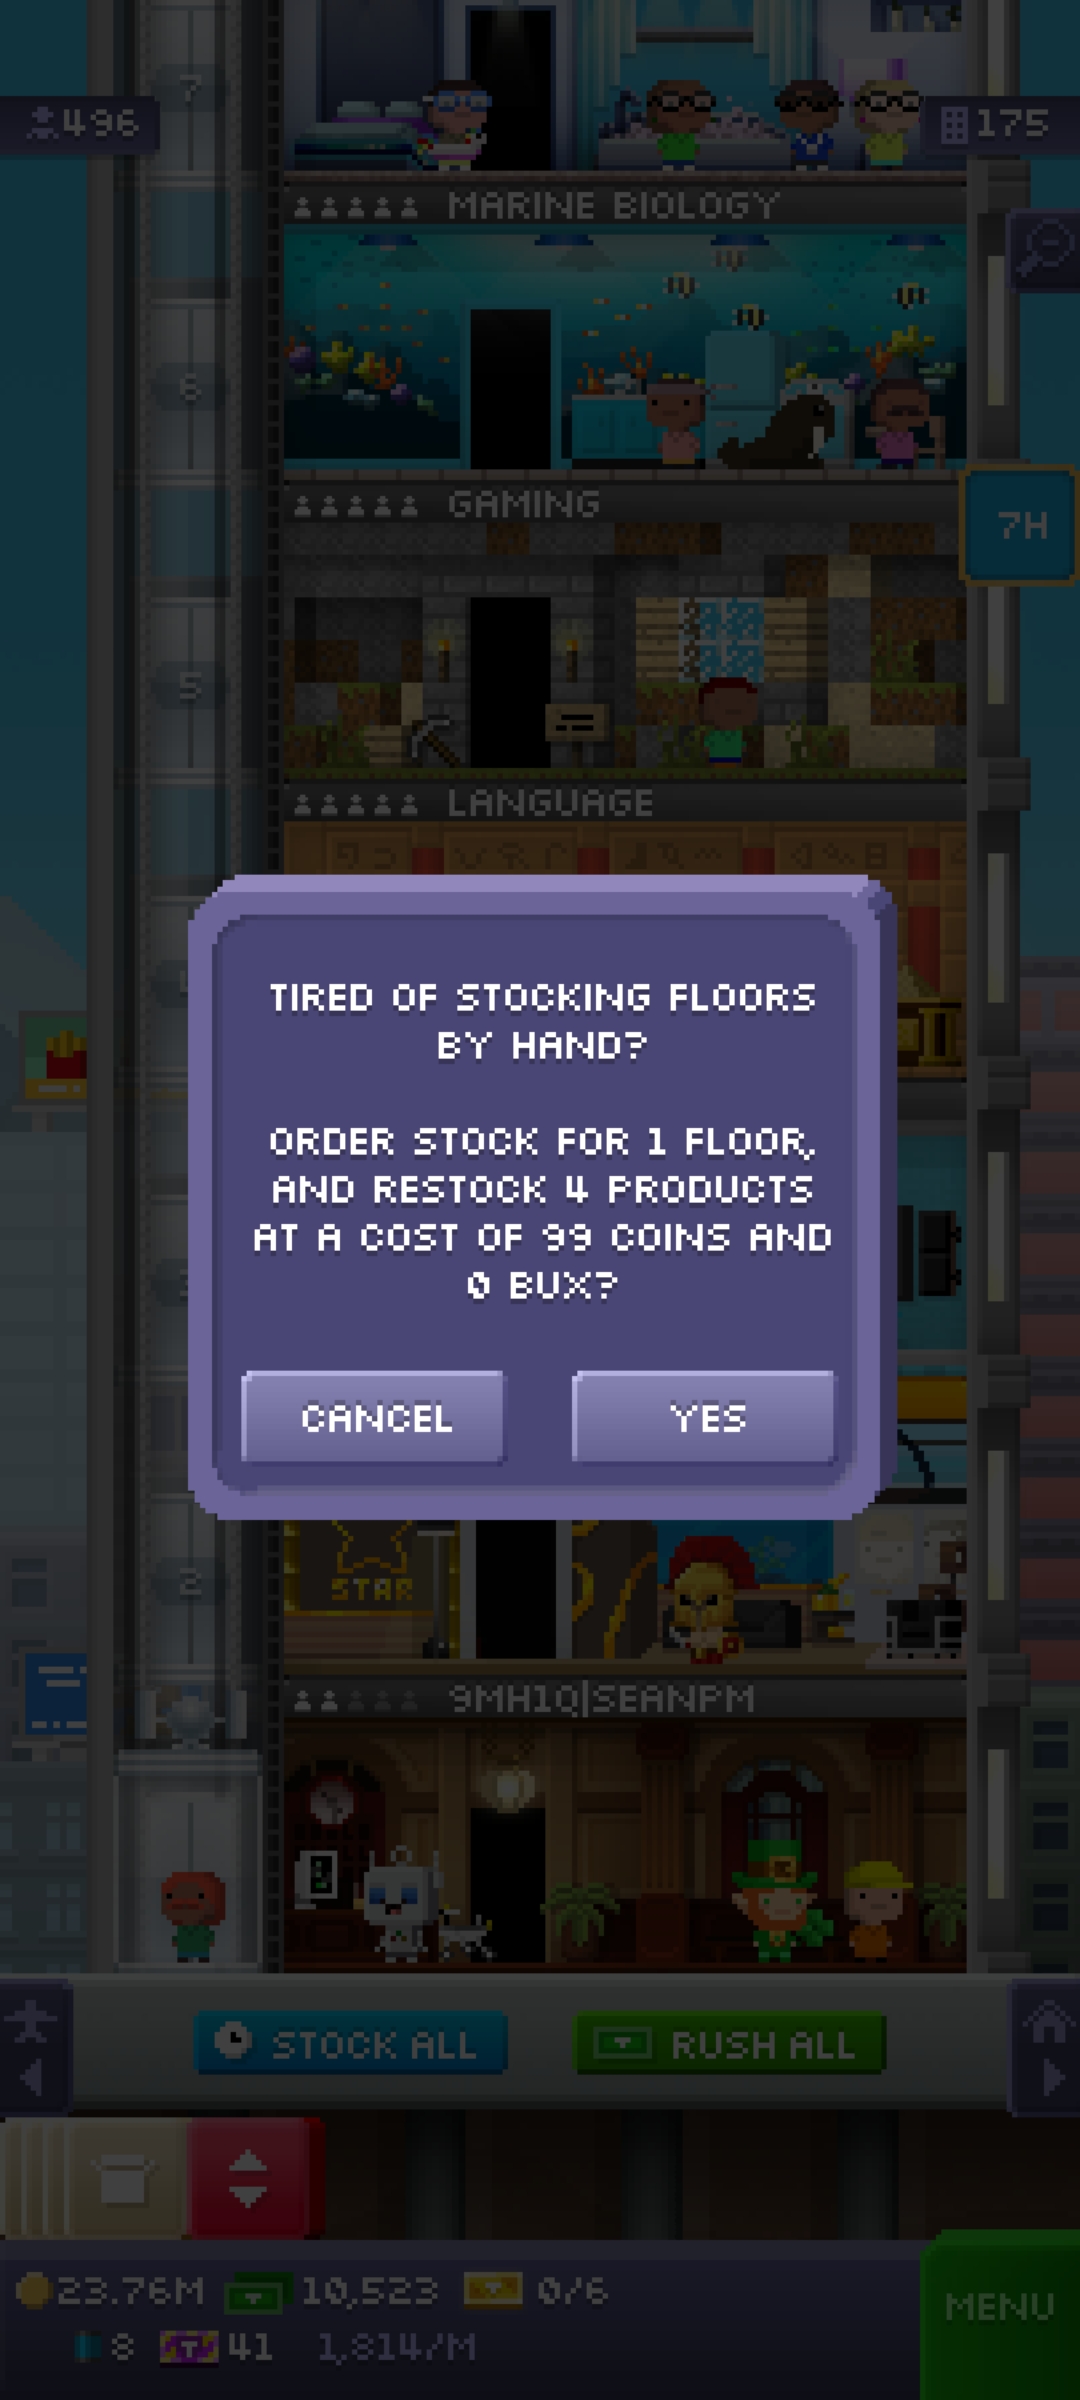 7
496
175
MARINE BIOLOGY
6
GAMING
7H
5
LANGUAGE
TIRED OF STOCKING FLOORS
BY HAND?
ORDER STOCK FOR 1 FLOOR,
AND RESTOCK 4 PRODUCTS
AT A COST OF 99 COINS AND
0 BUX?
CANCEL
YES
STAR
2
9MH1Q|SEANPM
STOCK ALL
RUSH ALL
23.76M
10,523
0/6
8
41
1,814/M
MENU